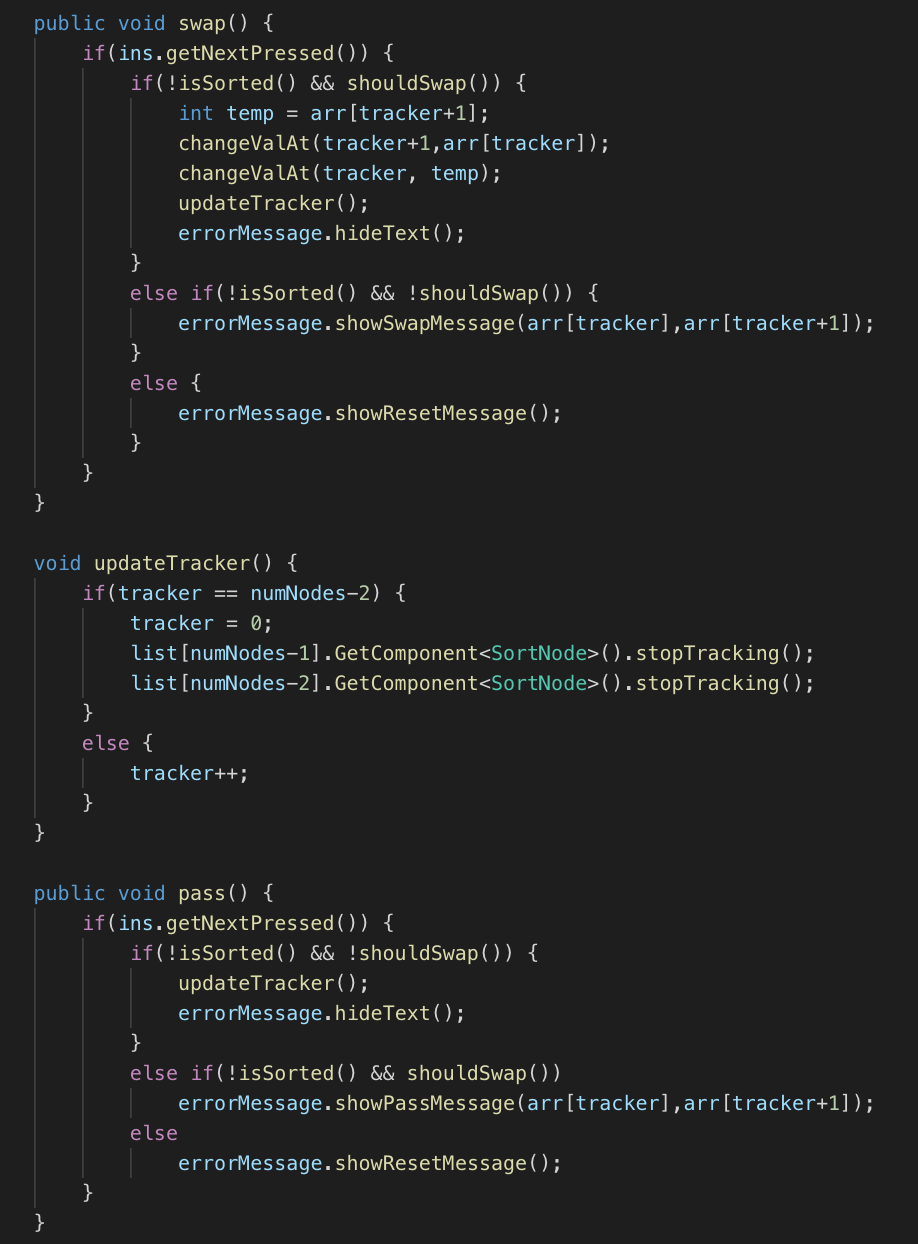 public void swap() {
    if(ins.getNextPressed()) {
        if(!isSorted() && shouldSwap()) {
            int temp = arr[tracker+1];
            changeValAt(tracker+1,arr[tracker]);
            changeValAt(tracker, temp);
            updateTracker();
            errorMessage.hideText();
        }
        else if(!isSorted() && !shouldSwap()) {
            errorMessage.showSwapMessage(arr[tracker],arr[tracker+1]);
        }
        else {
            errorMessage.showResetMessage();
        }
    }
}

void updateTracker() {
    if(tracker == numNodes-2) {
        tracker = 0;
        list[numNodes-1].GetComponent<SortNode>().stopTracking();
        list[numNodes-2].GetComponent<SortNode>().stopTracking();
    }
    else {
        tracker++;
    }
}

public void pass() {
    if(ins.getNextPressed()) {
        if(!isSorted() && !shouldSwap()) {
            updateTracker();
            errorMessage.hideText();
        }
        else if(!isSorted() && shouldSwap())
            errorMessage.showPassMessage(arr[tracker],arr[tracker+1]);
        else
            errorMessage.showResetMessage();
    }
}